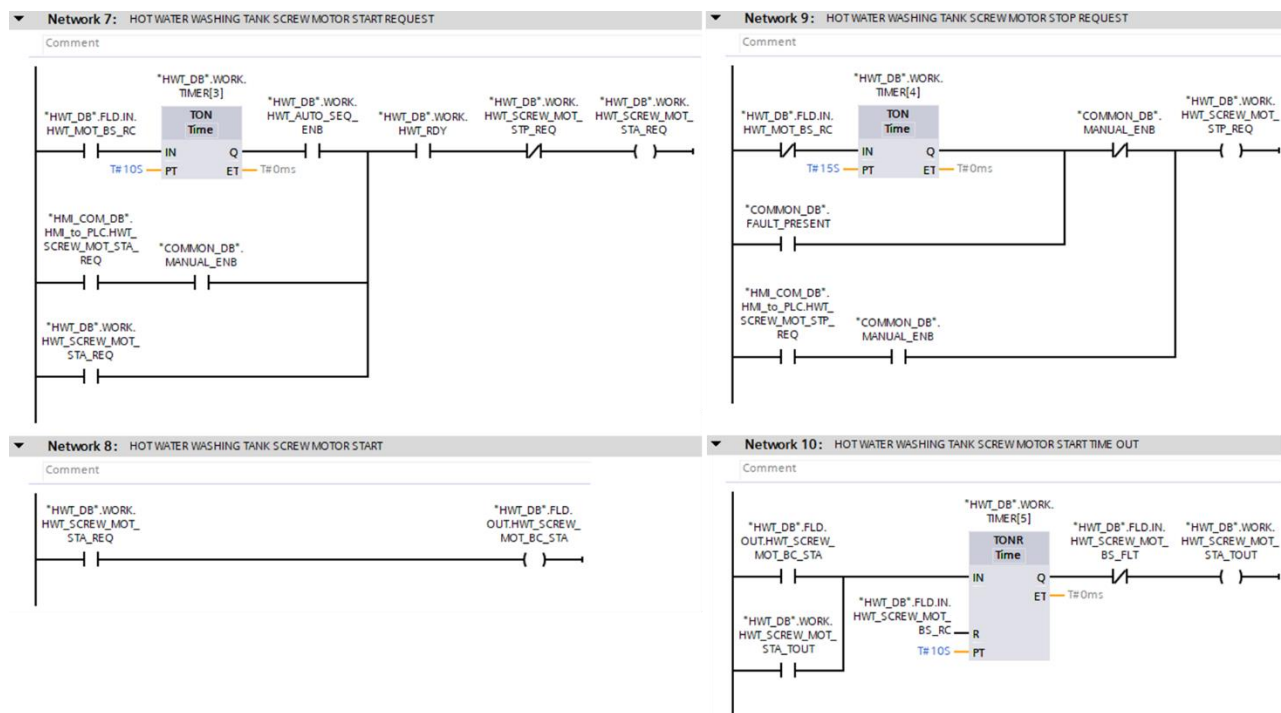 Network 7: HOT WATER WASHING TANK SCREW MOTOR START REQUEST
Comment
"HWT_DB".WORK.
TIMER[3]
"HWT_DB".FLD.IN.
HWT_MOT_BS_RC
TON
Time
IN
Q
T#10S
PT
ET
T#0ms
"HWT_DB".WORK.
HWT_AUTO_SEQ_
ENB
"HWT_DB".WORK.
HWT_RDY
"HWT_DB".WORK.
HWT_SCREW_MOT_
STP_REQ
"HWT_DB".WORK.
HWT_SCREW_MOT_
STA_REQ
"HMI_COM_DB".
HMI_to_PLC.HWT_
SCREW_MOT_STA_
REQ
"COMMON_DB".
MANUAL_ENB
"HWT_DB".WORK.
HWT_SCREW_MOT_
STA_REQ
Network 8: HOT WATER WASHING TANK SCREW MOTOR START
Comment
"HWT_DB".WORK.
HWT_SCREW_MOT_
STA_REQ
"HWT_DB".FLD.
OUT.HWT_SCREW_
MOT_BC_STA
Network 9: HOT WATER WASHING TANK SCREW MOTOR STOP REQUEST
Comment
"HWT_DB".WORK.
TIMER[4]
"HWT_DB".FLD.IN.
HWT_MOT_BS_RC
TON
Time
IN
Q
T#15S
PT
ET
T#0ms
"COMMON_DB".
MANUAL_ENB
"HWT_DB".WORK.
HWT_SCREW_MOT_
STP_REQ
"COMMON_DB".
FAULT_PRESENT
"HMI_COM_DB".
HMI_to_PLC.HWT_
SCREW_MOT_STP_
REQ
"COMMON_DB".
MANUAL_ENB
Network 10: HOT WATER WASHING TANK SCREW MOTOR START TIME OUT
Comment
"HWT_DB".WORK.
TIMER[5]
"HWT_DB".FLD.
OUT.HWT_SCREW_
MOT_BC_STA
TONR
Time
IN
Q
ET
T#0ms
"HWT_DB".FLD.IN.
HWT_SCREW_MOT_
BS_FLT
"HWT_DB".WORK.
HWT_SCREW_MOT_
STA_TOUT
"HWT_DB".FLD.IN.
HWT_SCREW_MOT_
BS_RC
R
T#10S
PT
"HWT_DB".WORK.
HWT_SCREW_MOT_
STA_TOUT